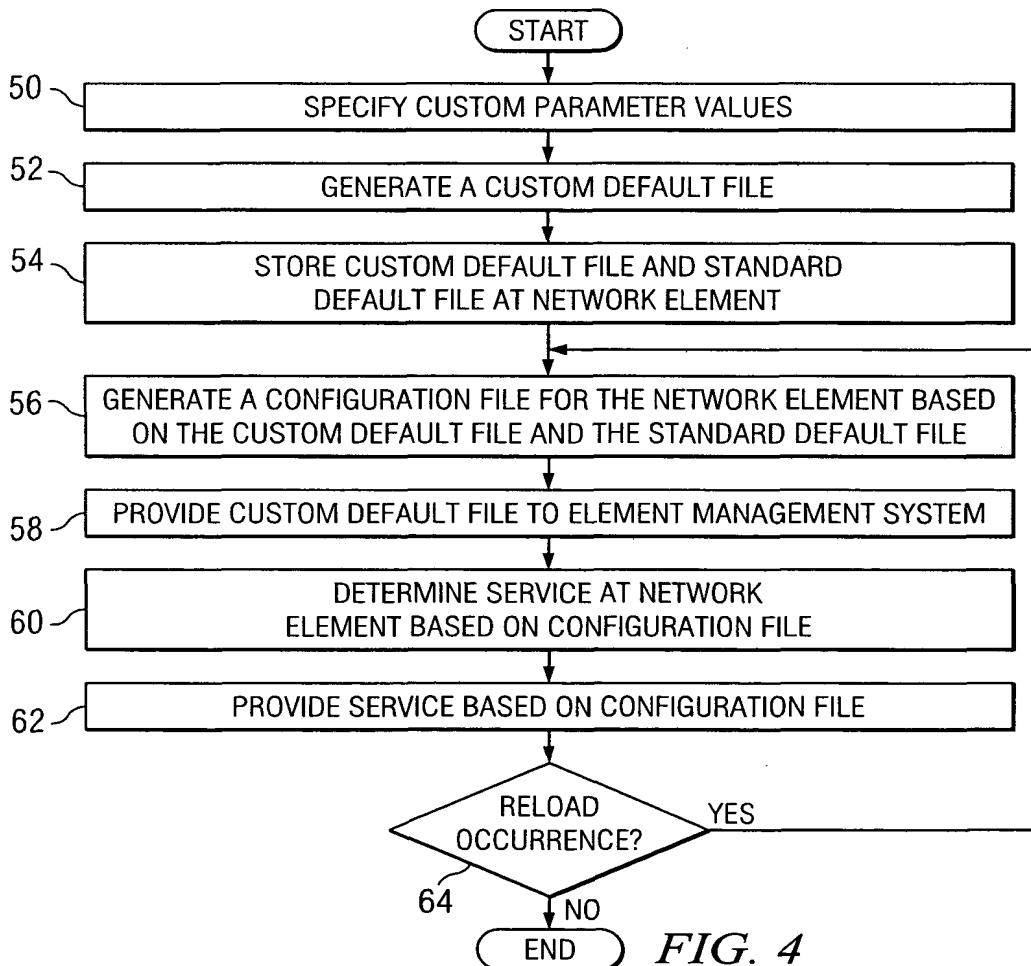 START
50
SPECIFY CUSTOM PARAMETER VALUES
52
GENERATE A CUSTOM DEFAULT FILE
54
STORE CUSTOM DEFAULT FILE AND STANDARD
DEFAULT FILE AT NETWORK ELEMENT
56
GENERATE A CONFIGURATION FILE FOR THE NETWORK ELEMENT BASED
ON THE CUSTOM DEFAULT FILE AND THE STANDARD DEFAULT FILE
58
PROVIDE CUSTOM DEFAULT FILE TO ELEMENT MANAGEMENT SYSTEM
60
DETERMINE SERVICE AT NETWORK
ELEMENT BASED ON CONFIGURATION FILE
62
PROVIDE SERVICE BASED ON CONFIGURATION FILE
RELOAD
OCCURRENCE?
YES
64
NO
END
FIG. 4